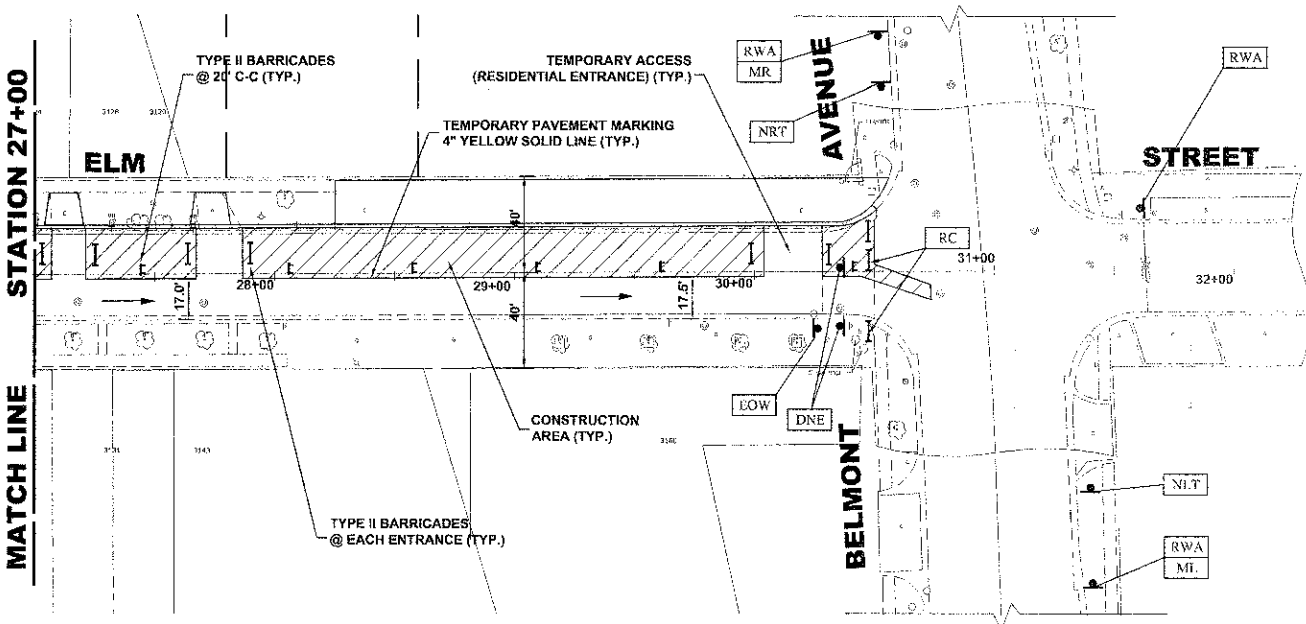 STATION 27+00
MATCH LINE
ELM
TYPE II BARRICADES
@ 20' C-C (TYP.)
TEMPORARY ACCESS
(RESIDENTIAL ENTRANCE) (TYP.)
TEMPORARY PAVEMENT MARKING
4" YELLOW SOLID LINE (TYP.)
AVENUE
RWA
MR
NRT
RWA
STREET
3128
40'
RC
31+00
32+00
28+00
29+00
30+00
17.0'
17.5'
40'
EOW
DNE
CONSTRUCTION
AREA (TYP.)
3143
TYPE II BARRICADES
@ EACH ENTRANCE (TYP.)
BELMONT
NLT
RWA
ML